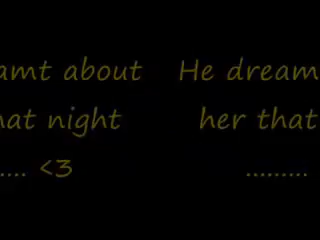 amt about He dream
hat night her that
.... <3 .........